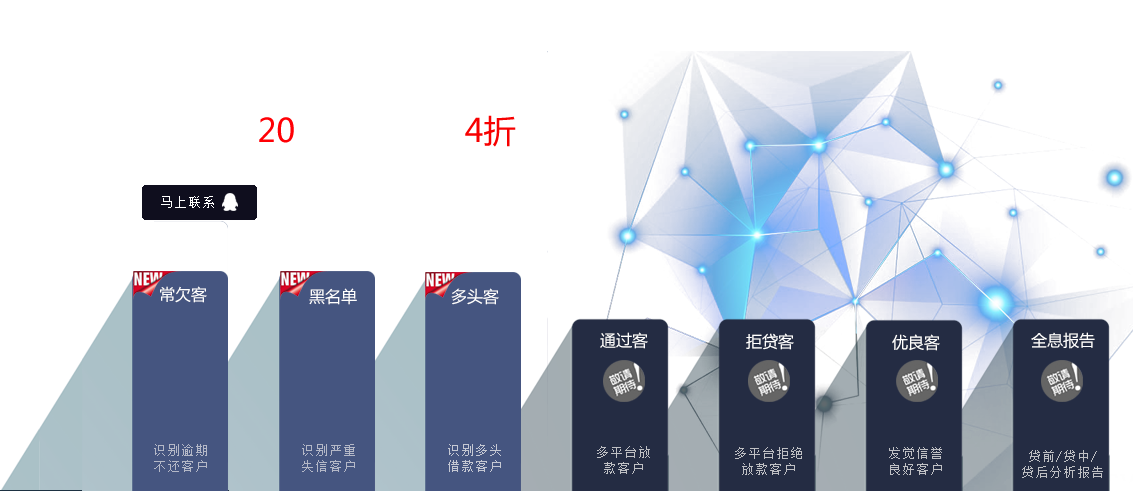 20
4折
马上联系
NEW
常欠客
识别逾期
不还客户
NEW
黑名单
识别严重
失信客户
NEW
多头客
识别多头
借款客户
通过客
敬请
期待!
多平台放
款客户
拒贷客
敬请
期待!
多平台拒绝
放款客户
优良客
敬请
期待!
发觉信誉
良好客户
全息报告
敬请
期待!
贷前/贷中/
贷后分析报告